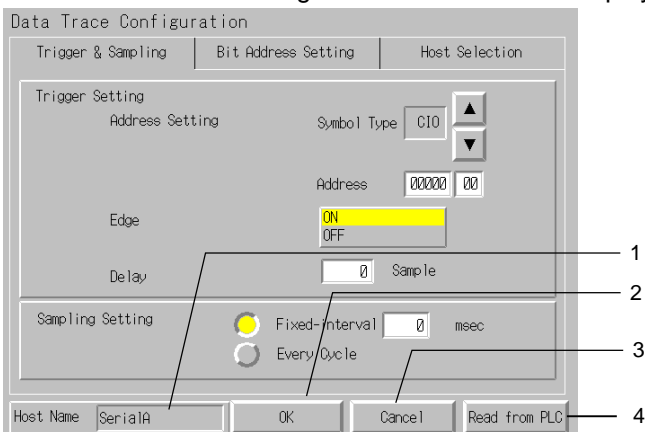 Data Trace Configuration
Trigger & Sampling Bit Address Setting Host Selection
Trigger Setting
Address Setting Symbol Type CIO ▲
▼
Address 00000 00
Edge ON
OFF
1
Delay 0 Sample
2
Sampling Setting Fixed-interval 0 msec
Every Cycle 3
Host Name SerialA OK Cancel Read from PLC 4